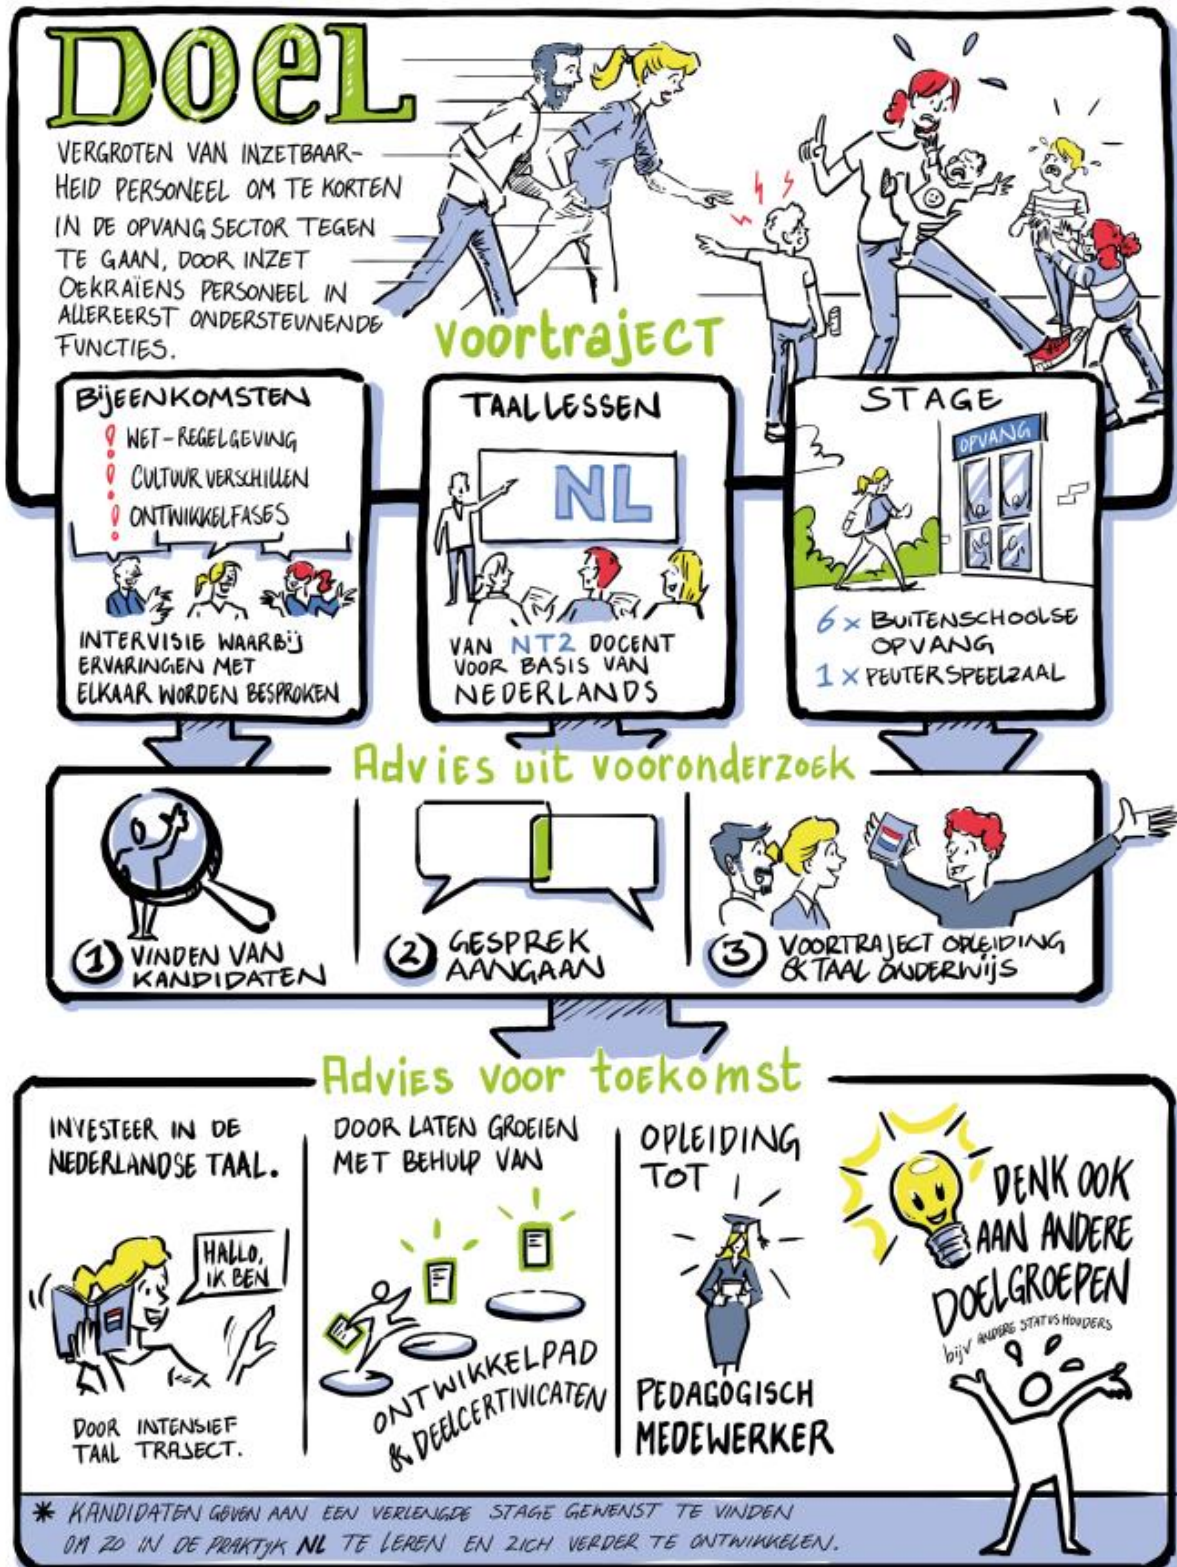 DOEL
VERGROTEN VAN INZETBAAR-
HEID PERSONEEL OM TE KORTEN
IN DE OPVANG SECTOR TEGEN
TE GAAN, DOOR INZET
OEKRAÏENS PERSONEEL IN
ALLEREERST ONDERSTEUNENDE
FUNCTIES.
voortraject
BIJEENKOMSTEN
! WET-REGELGEVING
! CULTUUR VERSCHILLEN
! ONTWIKKELFASES
INTERVISIE WAARBIJ
ERVARINGEN MET
ELKAAR WORDEN BESPROKEN
TAALLESSEN
NL
VAN NT2 DOCENT
VOOR BASIS VAN
NEDERLANDS
STAGE
OPVANG
6 x BUITENSCHOOLSE
OPVANG
1 x PEUTERSPEELZAAL
Advies uit vooronderzoek
1 VINDEN VAN
KANDIDATEN
2 GESPREK
AANGAAN
3 VOORTRAJECT OPLEIDING
& TAAL ONDERWIJS
Advies voor toekomst
INVESTEER IN DE
NEDERLANDSE TAAL.
HALLO,
IK BEN
DOOR INTENSIEF
TAAL TRAJECT.
DOOR LATEN GROEIEN
MET BEHULP VAN
ONTWIKKELPAD
& DEELCERTIVICATEN
OPLEIDING
TOT
PEDAGOGISCH
MEDEWERKER
DENK OOK
AAN ANDERE
DOELGROEPEN
bijv ANDERE STATUSHOUDERS
* KANDIDATEN GEVEN AAN EEN VERLENGDE STAGE GEWENST TE VINDEN
OM ZO IN DE PRAKTIJK NL TE LEREN EN ZICH VERDER TE ONTWIKKELEN.